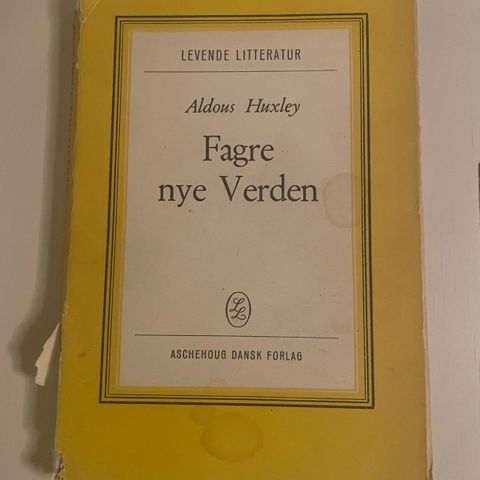 LEVENDE LITTERATUR
Aldous Huxley
Fagre
nye Verden
LL
ASCHEHOUG DANSK FORLAG